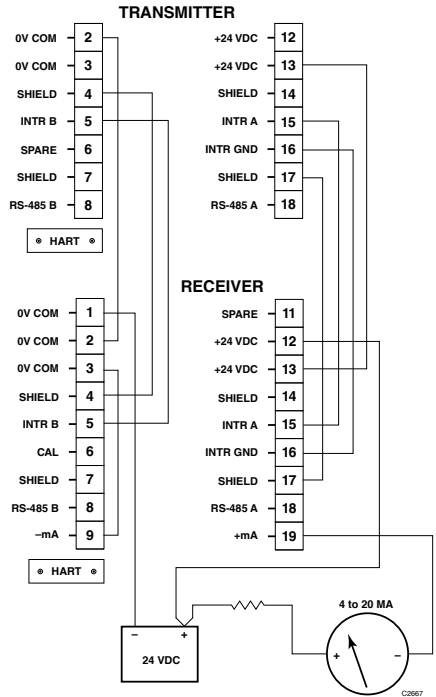 TRANSMITTER
0V COM 2
0V COM 3
SHIELD 4
INTR B 5
SPARE 6
SHIELD 7
RS-485 B 8
HART
+24 VDC 12
+24 VDC 13
SHIELD 14
INTR A 15
INTR GND 16
SHIELD 17
RS-485 A 18
RECEIVER
0V COM 1
0V COM 2
0V COM 3
SHIELD 4
INTR B 5
CAL 6
SHIELD 7
RS-485 B 8
–mA 9
HART
SPARE 11
+24 VDC 12
+24 VDC 13
SHIELD 14
INTR A 15
INTR GND 16
SHIELD 17
RS-485 A 18
+mA 19
– +
24 VDC
4 to 20 MA
+ –
C2667